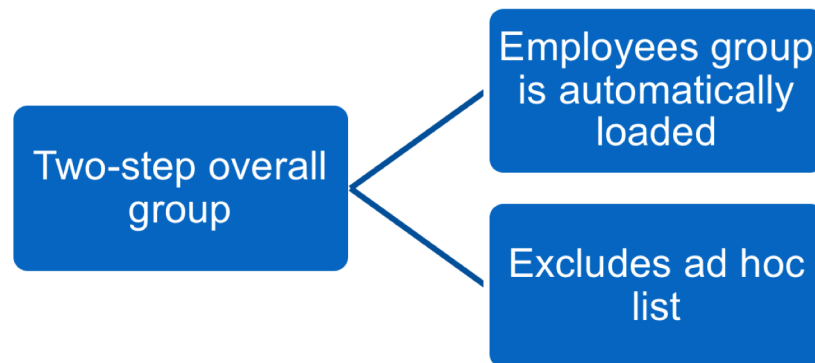 Two-step overall
group
Employees group
is automatically
loaded
Excludes ad hoc
list